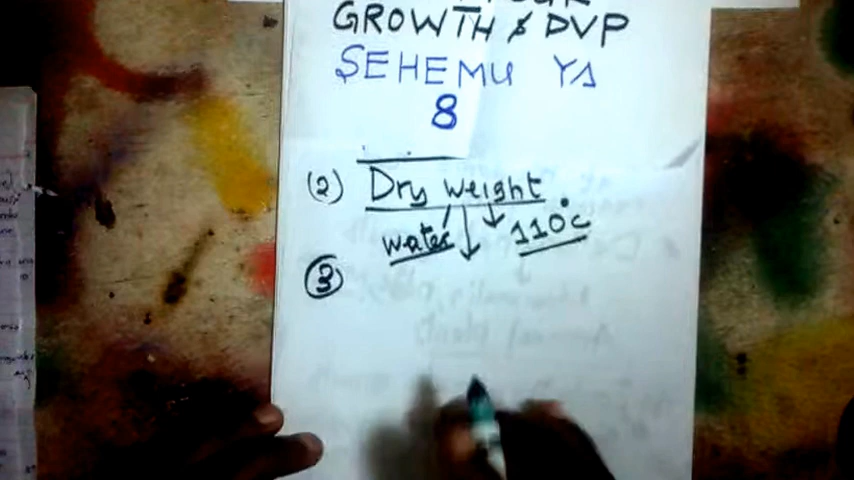 GROWTH & DVP
SEHEMU YA
8
(2) Dry weight
water 110°c
(3)